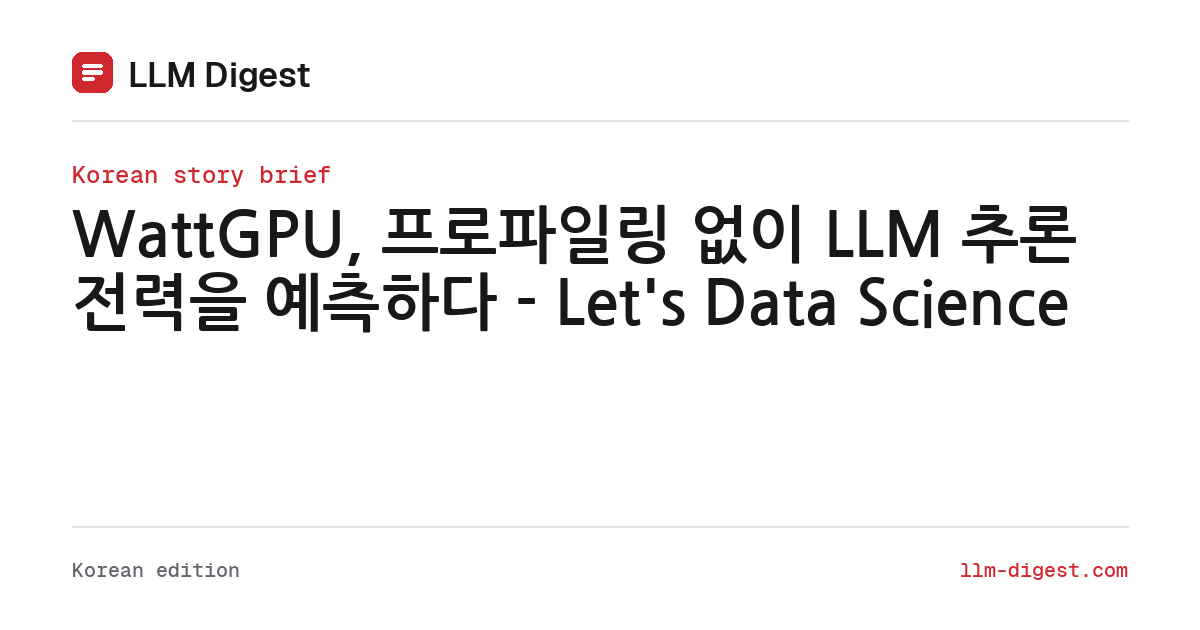 LLM Digest
Korean story brief
WattGPU, 프로파일링 없이 LLM 추론
전력을 예측하다 - Let's Data Science
Korean edition
llm-digest.com